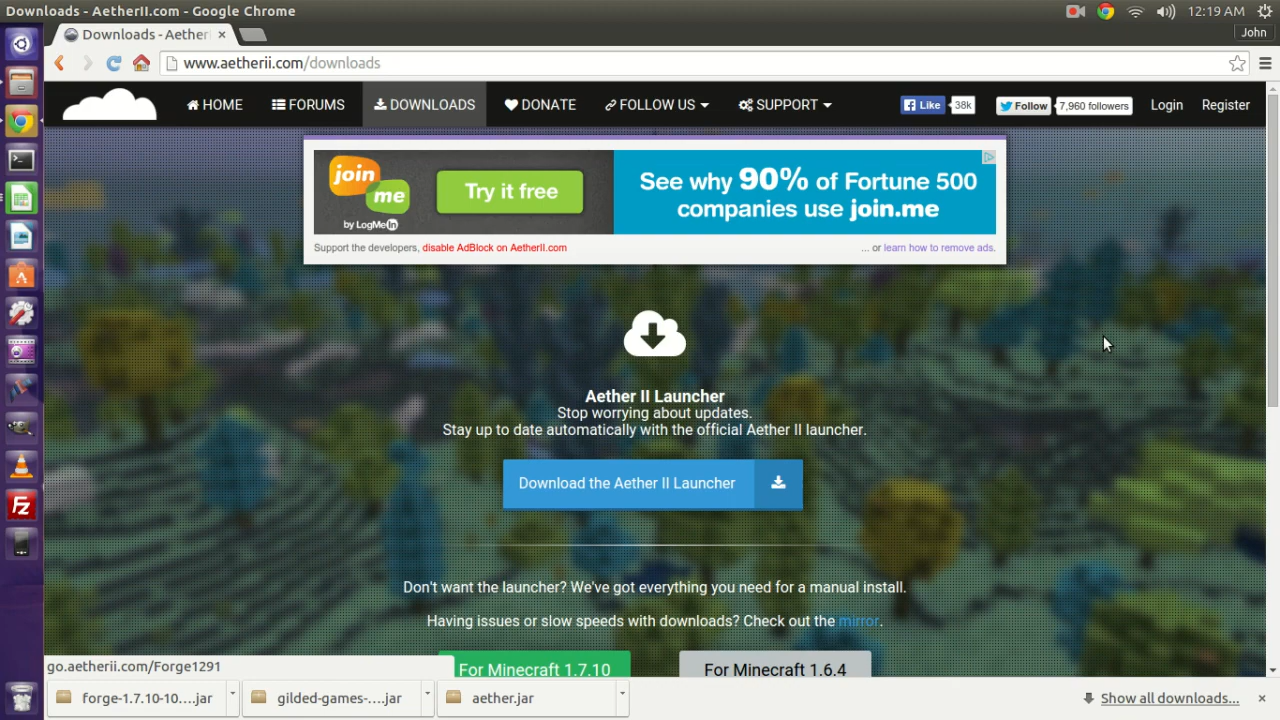 Downloads - AetherII.com - Google Chrome
12:19 AM
Downloads - Aether
John
www.aetherii.com/downloads
HOME
FORUMS
DOWNLOADS
DONATE
FOLLOW US
SUPPORT
Like
38k
Follow
7,960 followers
Login
Register
join
me
by LogMeIn
Try it free
See why 90% of Fortune 500
companies use join.me
Support the developers, disable AdBlock on AetherII.com
... or learn how to remove ads.
Aether II Launcher
Stop worrying about updates.
Stay up to date automatically with the official Aether II launcher.
Download the Aether II Launcher
Don't want the launcher? We've got everything you need for a manual install.
Having issues or slow speeds with downloads? Check out the mirror.
For Minecraft 1.7.10
For Minecraft 1.6.4
go.aetherii.com/Forge1291
forge-1.7.10-10....jar
gilded-games-....jar
aether.jar
Show all downloads...